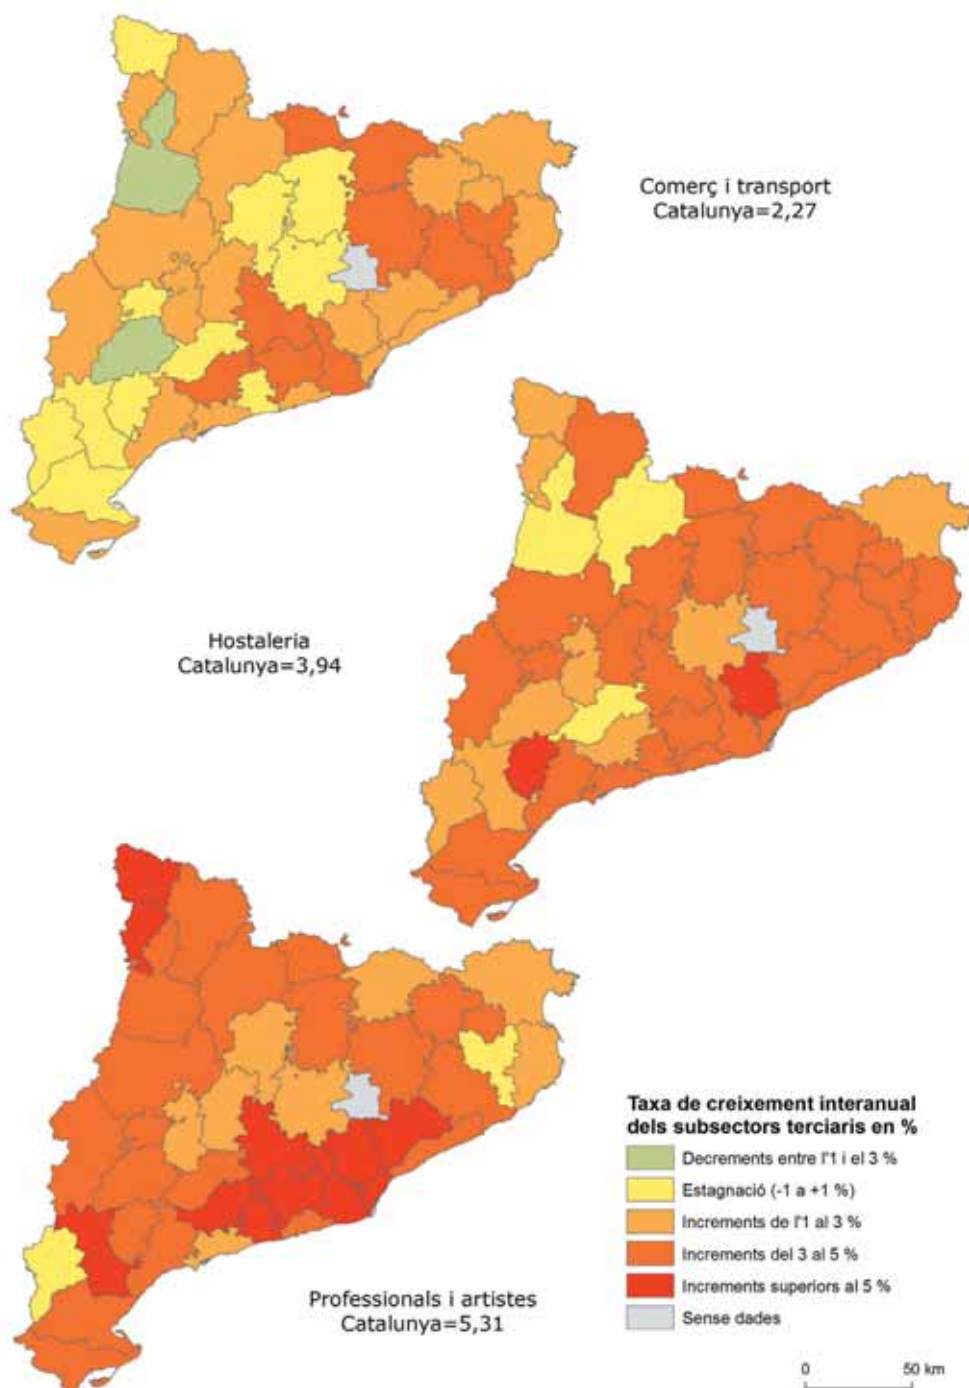 Comerç i transport
Catalunya=2,27
Hostaleria
Catalunya=3,94
Professionals i artistes
Catalunya=5,31
Taxa de creixement interanual
dels subsectors terciaris en %
Decrements entre l'1 i el 3 %
Estagnació (-1 a +1 %)
Increments de l'1 al 3 %
Increments del 3 al 5 %
Increments superiors al 5 %
Sense dades
0 50 km